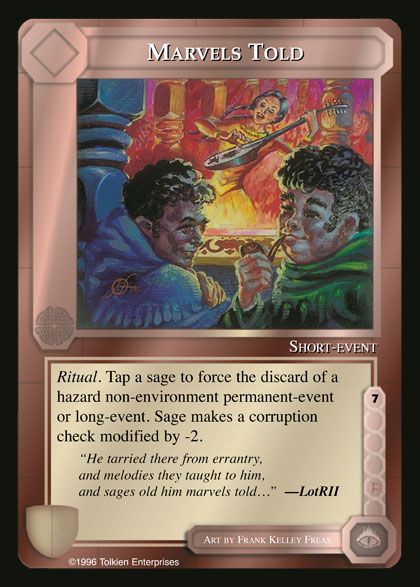 MARVELS TOLD
SHORT-EVENT
Ritual. Tap a sage to force the discard of a
hazard non-environment permanent-event
or long-event. Sage makes a corruption
check modified by -2.
“He tarried there from errantry,
and melodies they taught to him,
and sages old him marvels told…” —LotRII
7
ART BY FRANK KELLEY FREAS
©1996 Tolkien Enterprises